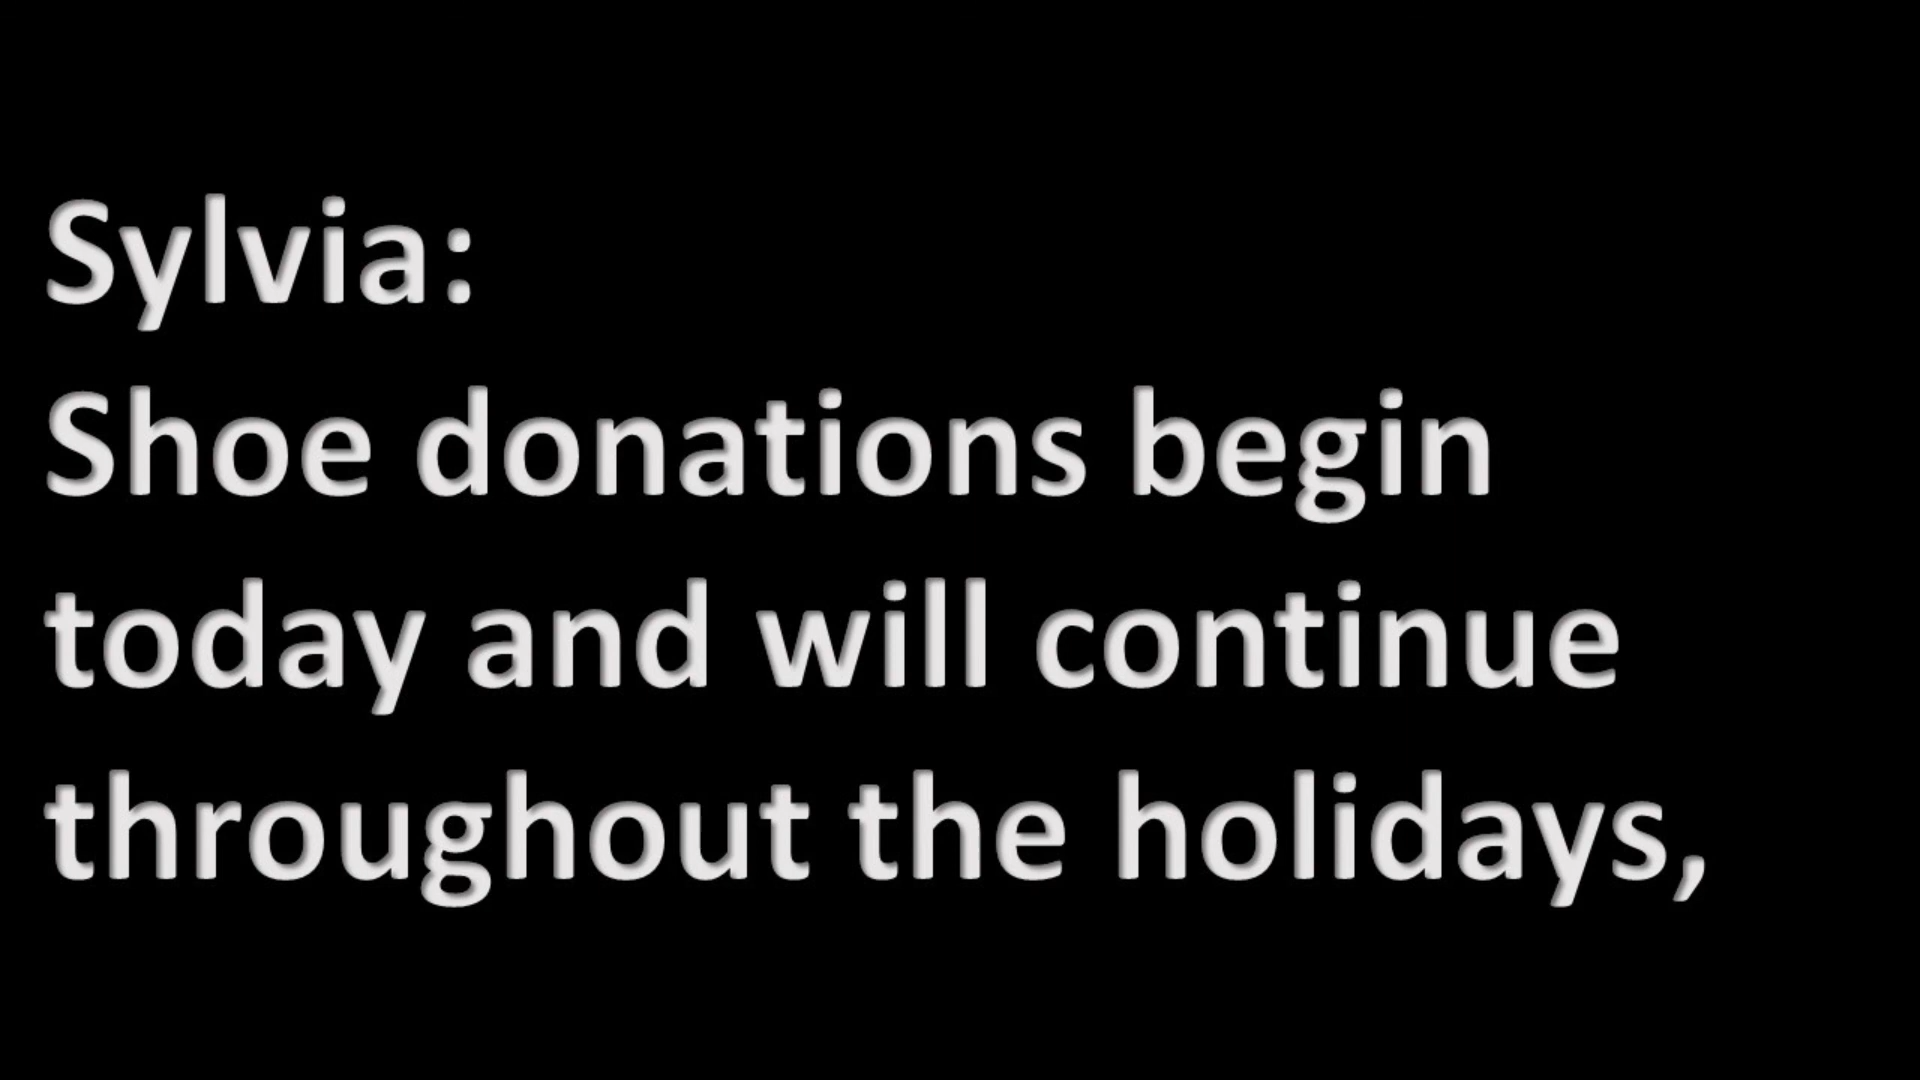 Sylvia:
Shoe donations begin
today and will continue
throughout the holidays,